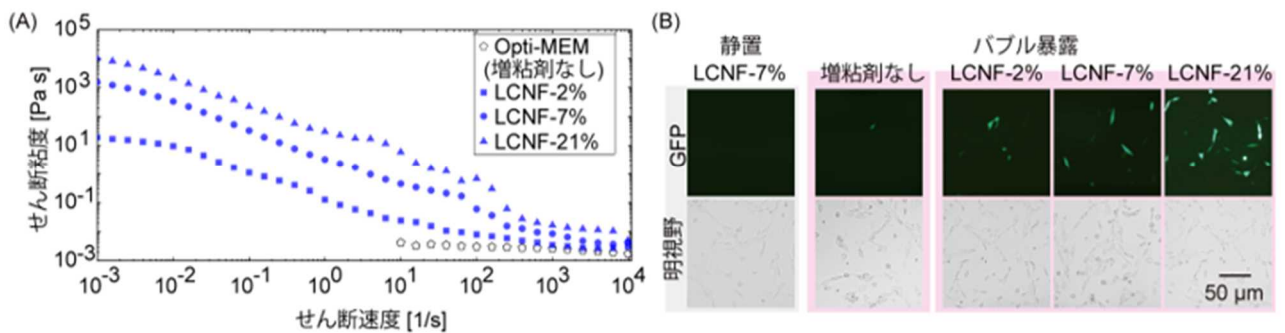 (A)
せん断粘度 [Pa s]
10^5
10^3
10^1
10^-1
10^-3
10^-3
10^-2
10^-1
10^0
10^1
10^2
10^3
10^4
せん断速度 [1/s]
Opti-MEM
(増粘剤なし)
LCNF-2%
LCNF-7%
LCNF-21%
(B)
静置
バブル暴露
LCNF-7%
増粘剤なし
LCNF-2%
LCNF-7%
LCNF-21%
GFP
明視野
50 μm